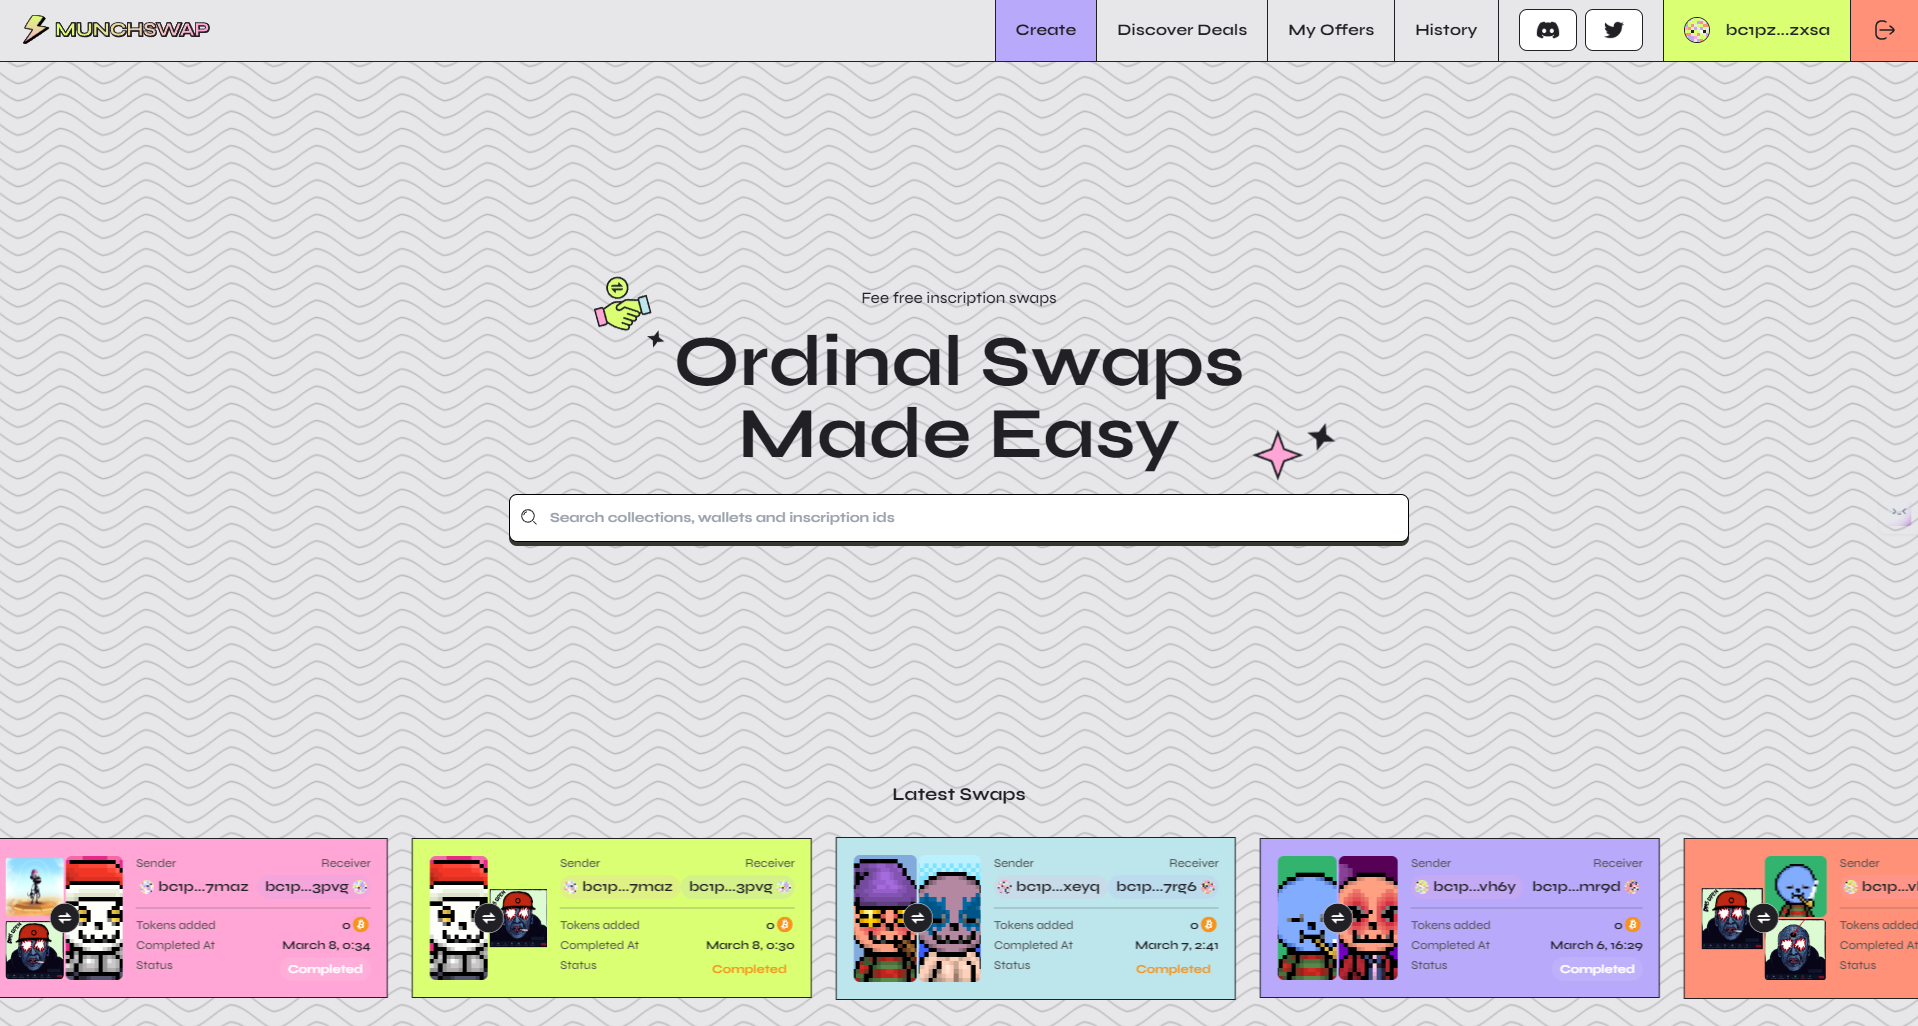 MUNCHSWAP
Create
Discover Deals
My Offers
History
bc1pz...zxsa
Fee free inscription swaps
Ordinal Swaps
Made Easy
Search collections, wallets and inscription ids
Latest Swaps
Sender Receiver
bc1p...7maz bc1p...3pvg
Tokens added 0
Completed At March 8, 0:34
Status Completed
Sender Receiver
bc1p...7maz bc1p...3pvg
Tokens added 0
Completed At March 8, 0:30
Status Completed
Sender Receiver
bc1p...xeyq bc1p...7rg6
Tokens added 0
Completed At March 7, 2:41
Status Completed
Sender Receiver
bc1p...vh6y bc1p...mr9d
Tokens added 0
Completed At March 6, 16:29
Status Completed
Sender
bc1p...vl
Tokens added
Completed At
Status